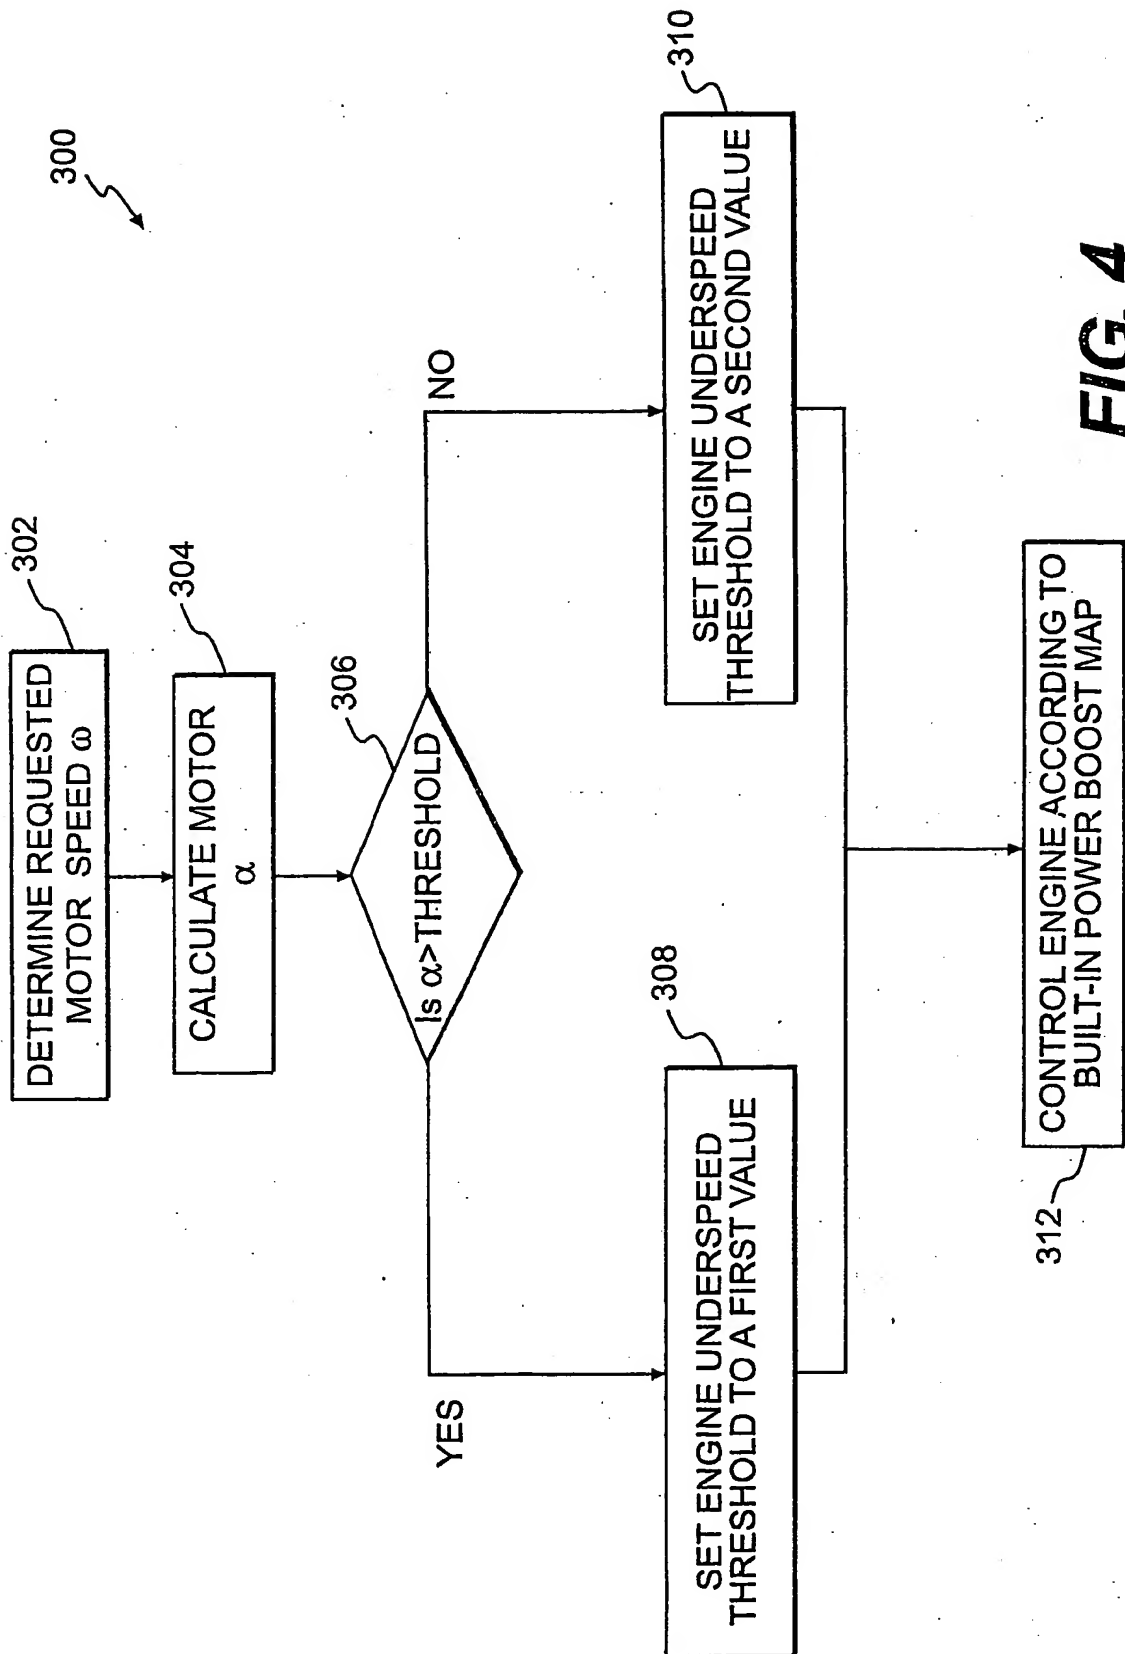 300
DETERMINE REQUESTED
MOTOR SPEED ω
302
CALCULATE MOTOR
α
304
Is α>THRESHOLD
306
YES
NO
SET ENGINE UNDERSPEED
THRESHOLD TO A FIRST VALUE
308
SET ENGINE UNDERSPEED
THRESHOLD TO A SECOND VALUE
310
CONTROL ENGINE ACCORDING TO
BUILT-IN POWER BOOST MAP
312
FIG. 4